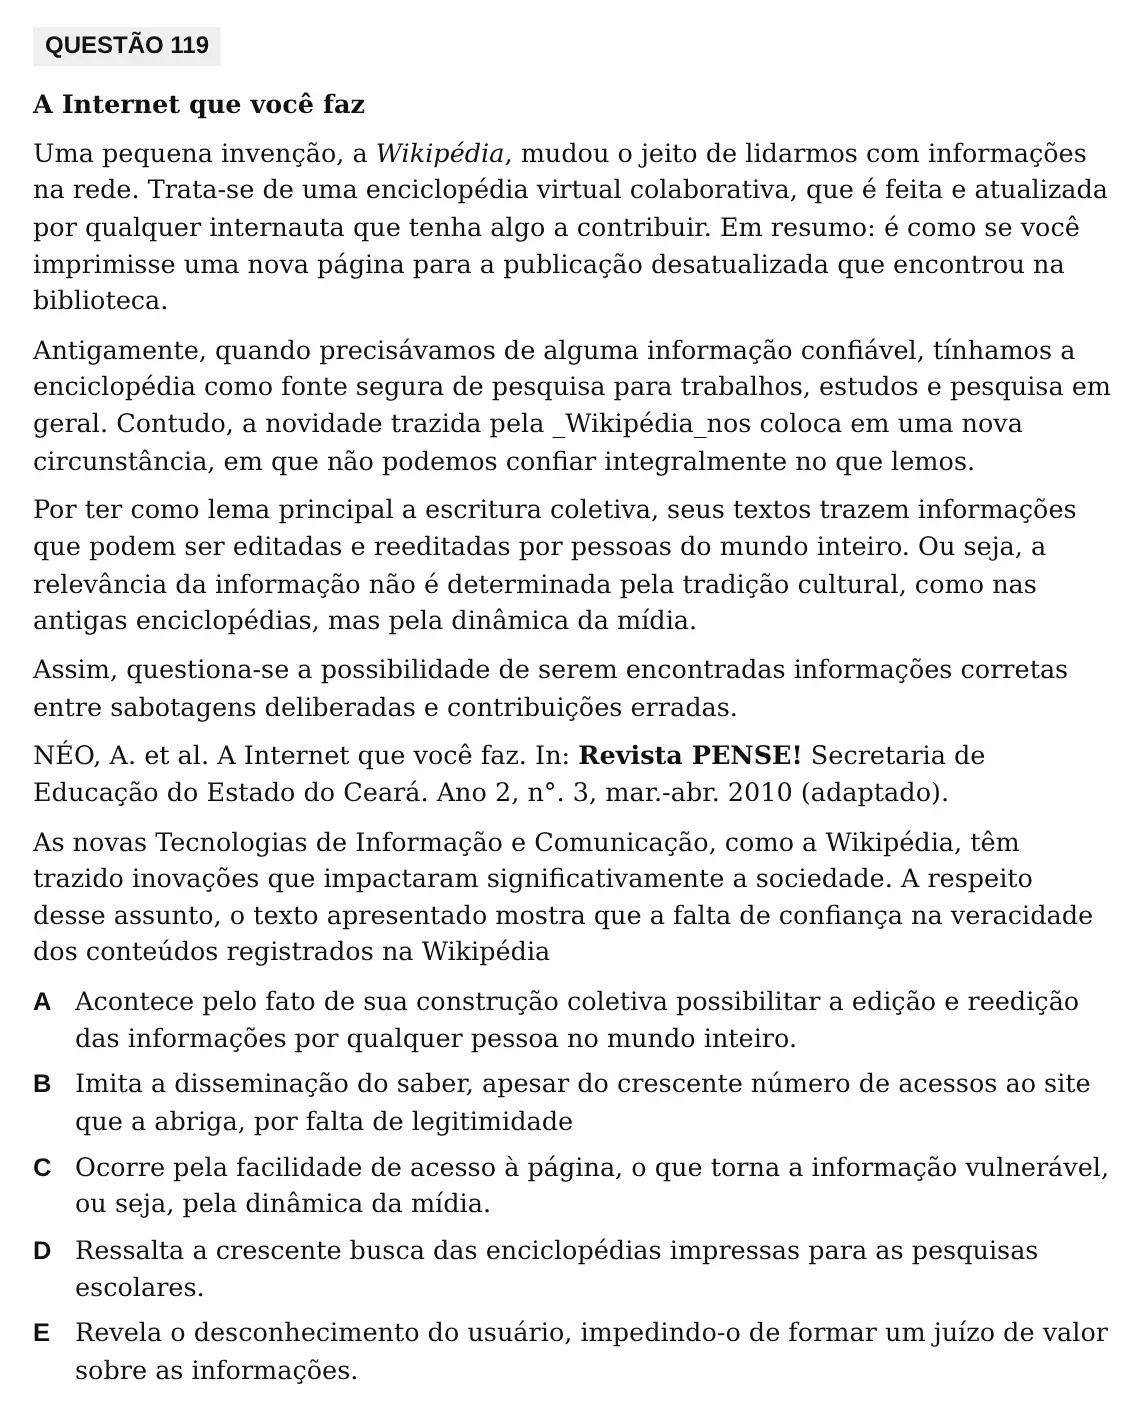 QUESTÃO 119
A Internet que você faz
Uma pequena invenção, a Wikipédia, mudou o jeito de lidarmos com informações
na rede. Trata-se de uma enciclopédia virtual colaborativa, que é feita e atualizada
por qualquer internauta que tenha algo a contribuir. Em resumo: é como se você
imprimisse uma nova página para a publicação desatualizada que encontrou na
biblioteca.
Antigamente, quando precisávamos de alguma informação confiável, tínhamos a
enciclopédia como fonte segura de pesquisa para trabalhos, estudos e pesquisa em
geral. Contudo, a novidade trazida pela _Wikipédia_nos coloca em uma nova
circunstância, em que não podemos confiar integralmente no que lemos.
Por ter como lema principal a escritura coletiva, seus textos trazem informações
que podem ser editadas e reeditadas por pessoas do mundo inteiro. Ou seja, a
relevância da informação não é determinada pela tradição cultural, como nas
antigas enciclopédias, mas pela dinâmica da mídia.
Assim, questiona-se a possibilidade de serem encontradas informações corretas
entre sabotagens deliberadas e contribuições erradas.
NÉO, A. et al. A Internet que você faz. In: Revista PENSE! Secretaria de
Educação do Estado do Ceará. Ano 2, n°. 3, mar.-abr. 2010 (adaptado).
As novas Tecnologias de Informação e Comunicação, como a Wikipédia, têm
trazido inovações que impactaram significativamente a sociedade. A respeito
desse assunto, o texto apresentado mostra que a falta de confiança na veracidade
dos conteúdos registrados na Wikipédia
A Acontece pelo fato de sua construção coletiva possibilitar a edição e reedição
das informações por qualquer pessoa no mundo inteiro.
B Imita a disseminação do saber, apesar do crescente número de acessos ao site
que a abriga, por falta de legitimidade
C Ocorre pela facilidade de acesso à página, o que torna a informação vulnerável,
ou seja, pela dinâmica da mídia.
D Ressalta a crescente busca das enciclopédias impressas para as pesquisas
escolares.
E Revela o desconhecimento do usuário, impedindo-o de formar um juízo de valor
sobre as informações.